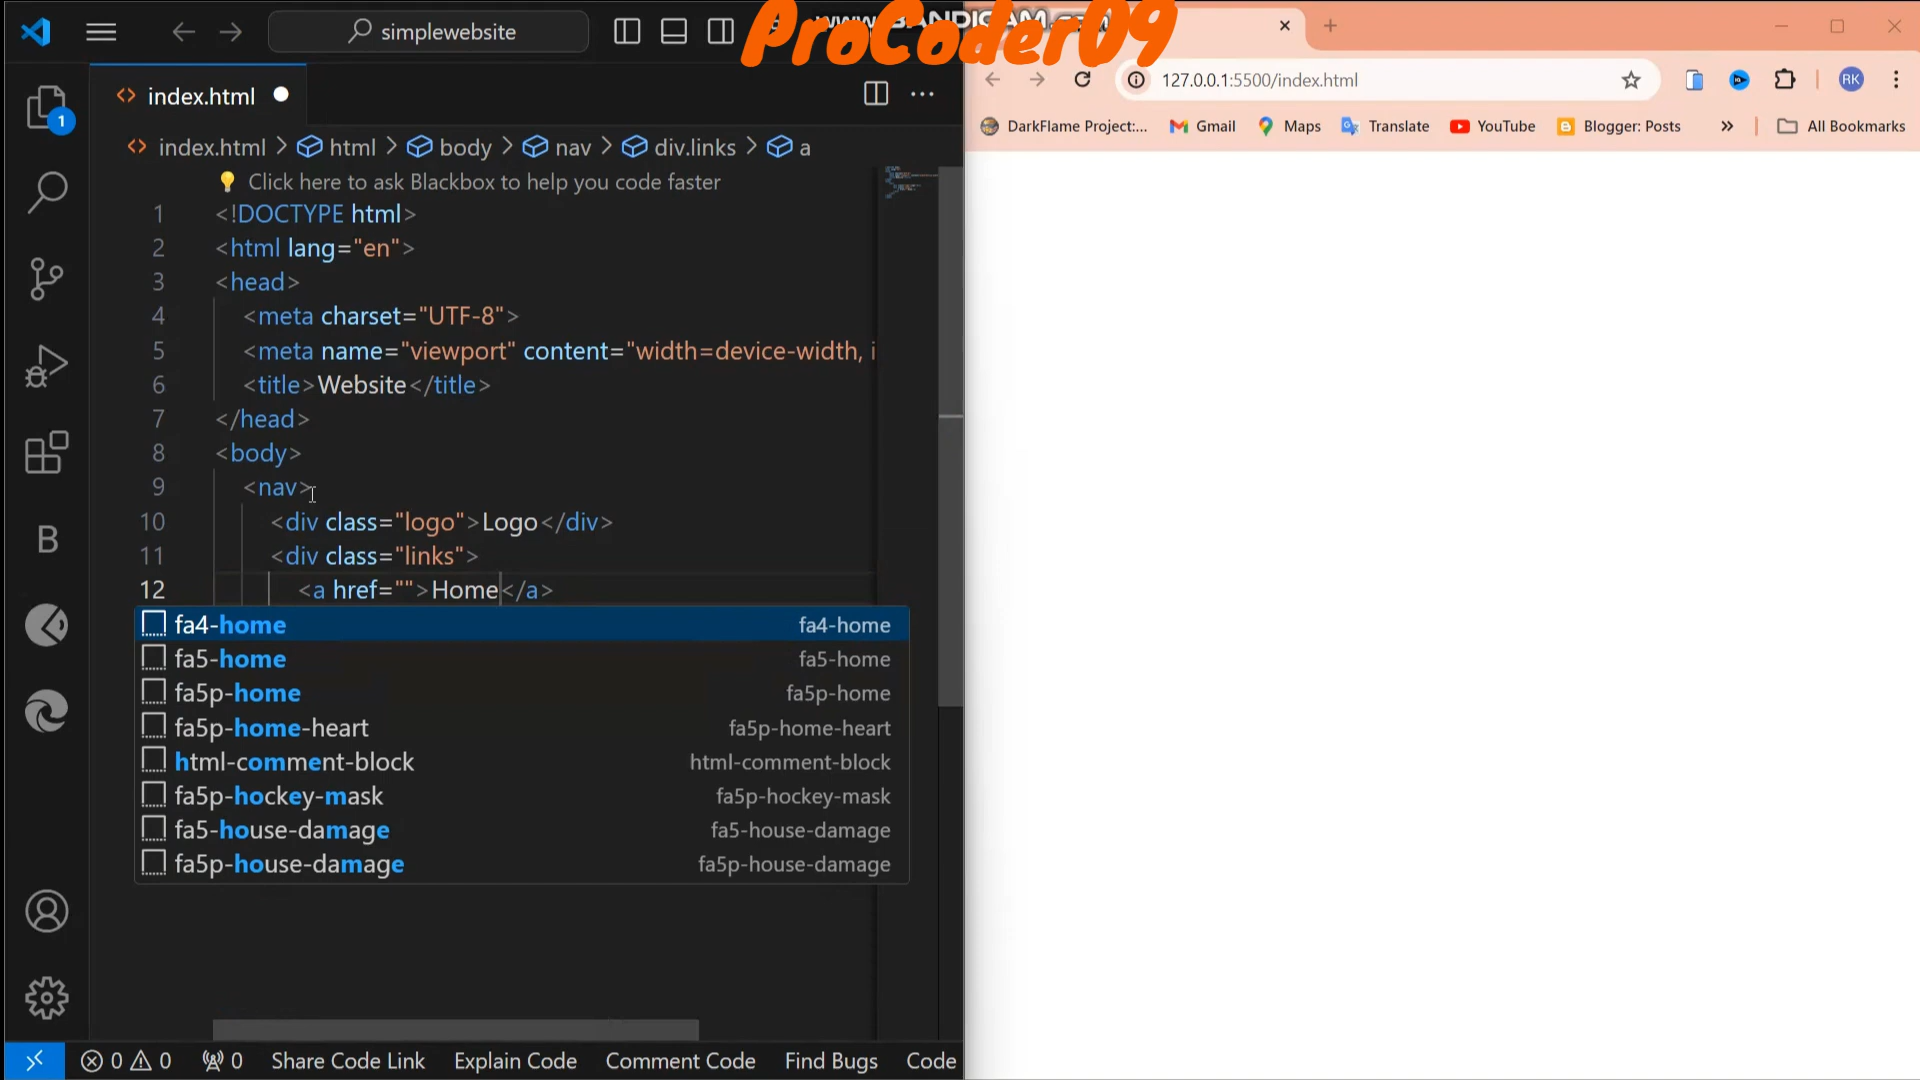 simplewebsite
www.BANDICAM.com
ProCoder09
index.html
127.0.0.1:5500/index.html
RK
DarkFlame Project:...
Gmail
Maps
Translate
YouTube
Blogger: Posts
All Bookmarks
1
index.html > html > body > nav > div.links > a
Click here to ask Blackbox to help you code faster
1 <!DOCTYPE html>
2 <html lang="en">
3 <head>
4 <meta charset="UTF-8">
5 <meta name="viewport" content="width=device-width, i
6 <title>Website</title>
7 </head>
8 <body>
9 <nav>
10 <div class="logo">Logo</div>
11 <div class="links">
12 <a href="">Home</a>
fa4-home fa4-home
fa5-home fa5-home
fa5p-home fa5p-home
fa5p-home-heart fa5p-home-heart
html-comment-block html-comment-block
fa5p-hockey-mask fa5p-hockey-mask
fa5-house-damage fa5-house-damage
fa5p-house-damage fa5p-house-damage
B
0 0 0 Share Code Link Explain Code Comment Code Find Bugs Code